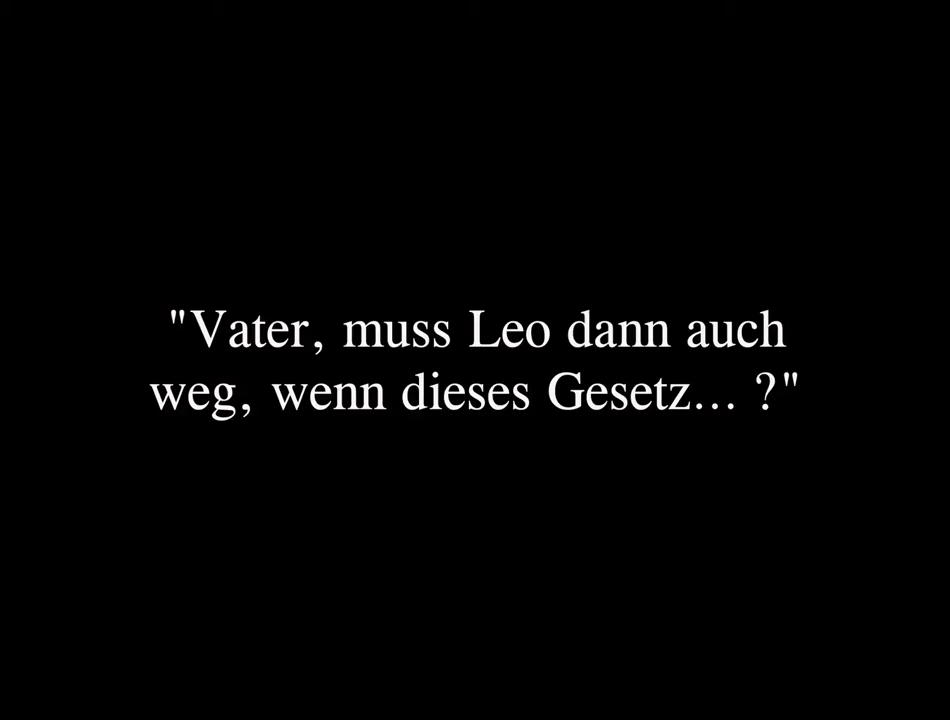 "Vater, muss Leo dann auch
weg, wenn dieses Gesetz... ?"